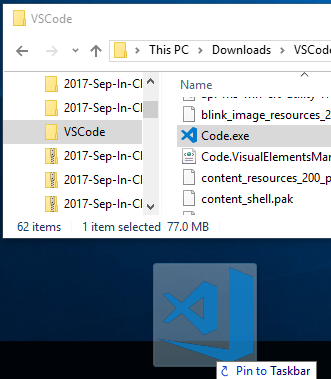 VSCode
This PC > Downloads > VSCode
Name
2017-Sep-In-Cl
2017-Sep-In-Cl
VSCode
2017-Sep-In-Cl
2017-Sep-In-Cl
2017-Sep-In-Cl
blink_image_resources_2
Code.exe
Code.VisualElementsMar
content_resources_200_p
content_shell.pak
62 items 1 item selected 77.0 MB
Pin to Taskbar